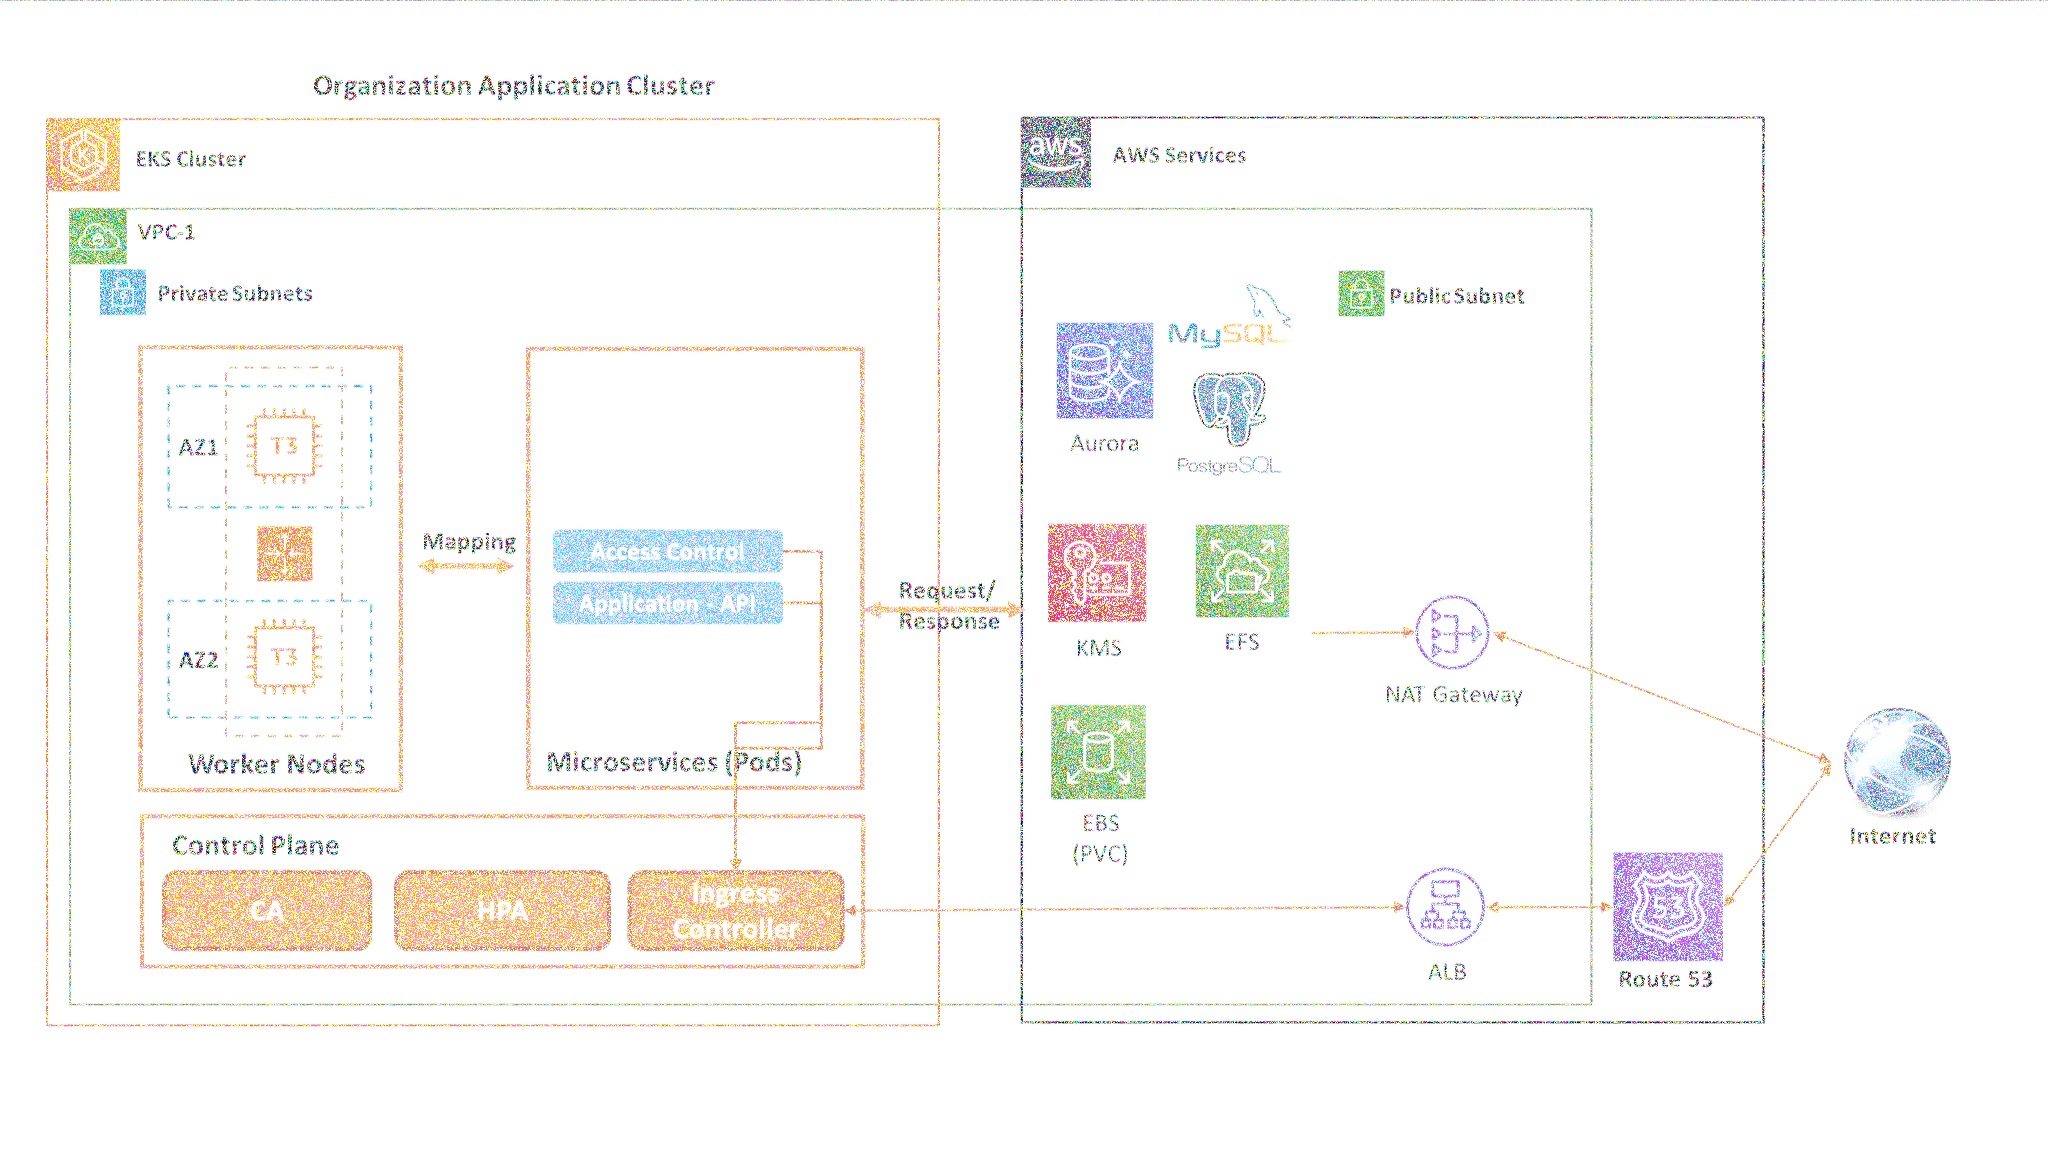 Organization Application Cluster
EKS Cluster
aws
AWS Services
VPC-1
Private Subnets
Public Subnet
MySQL
Aurora
PostgreSQL
AZ1
T3
Mapping
Access Control
Application - API
Request/
Response
KMS
EFS
AZ2
T3
NAT Gateway
Worker Nodes
Microservices (Pods)
EBS
(PVC)
Internet
Control Plane
CA
HPA
Ingress
Controller
53
ALB
Route 53